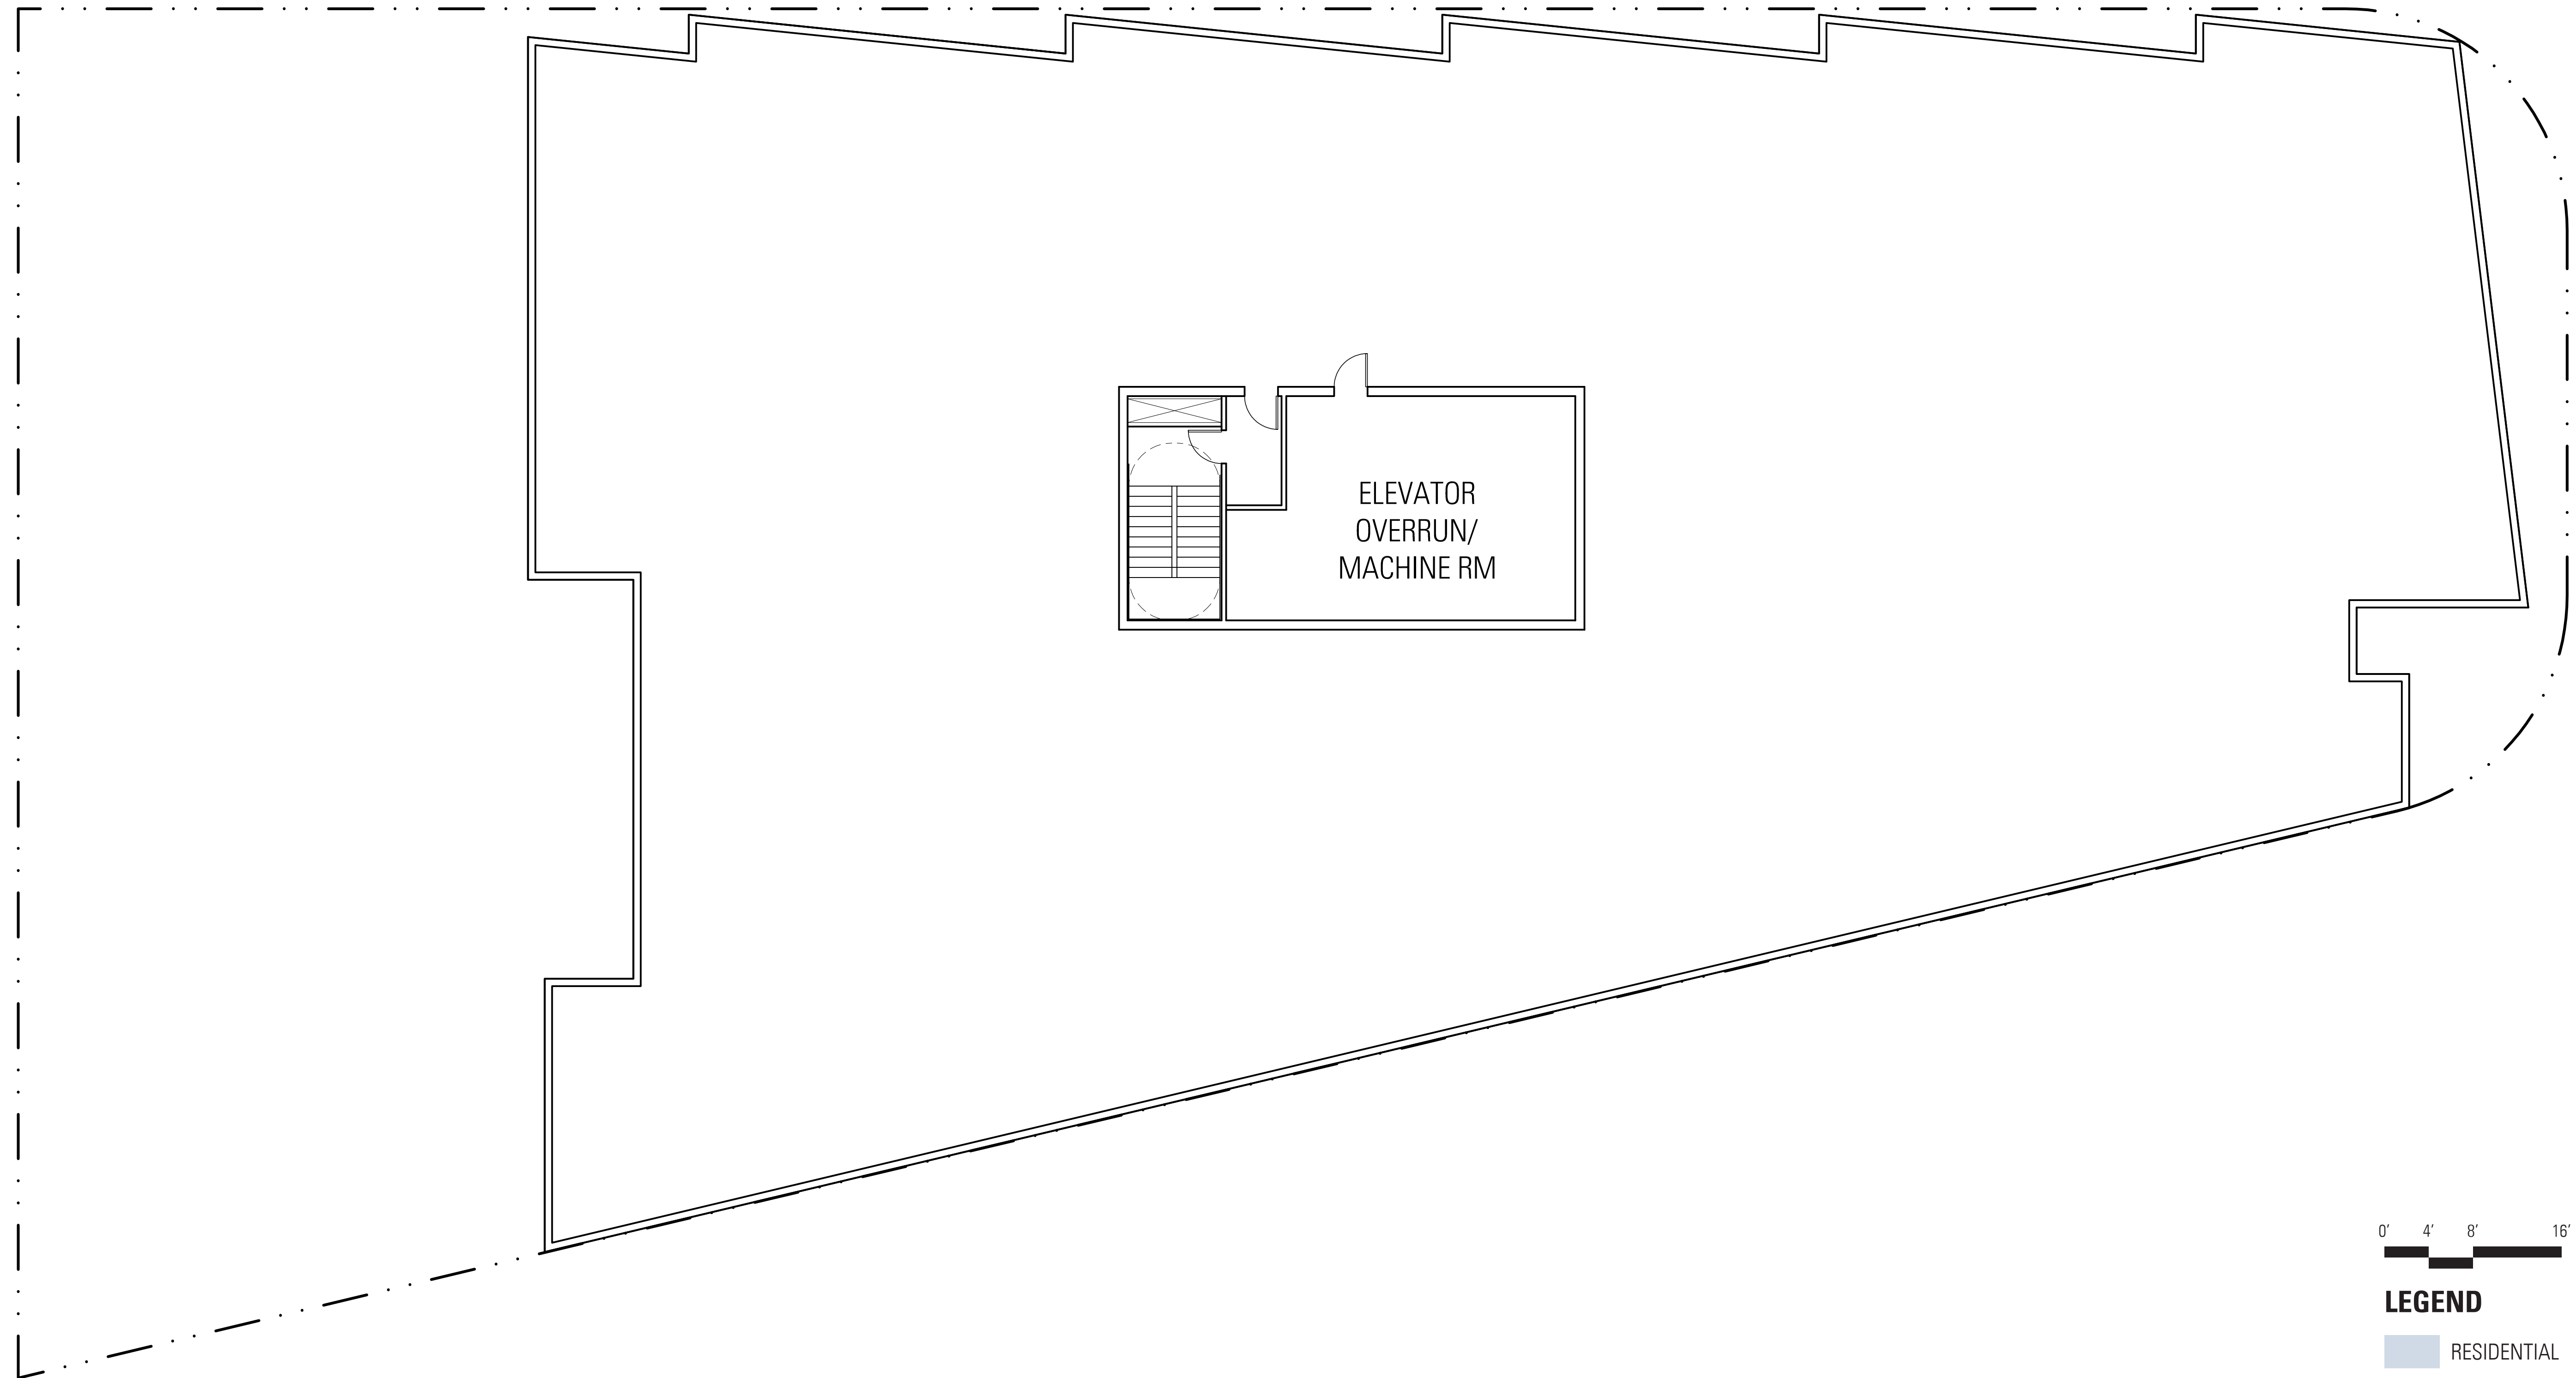 ELEVATOR
OVERRUN/
MACHINE RM
0' 4' 8' 16'
LEGEND
RESIDENTIAL